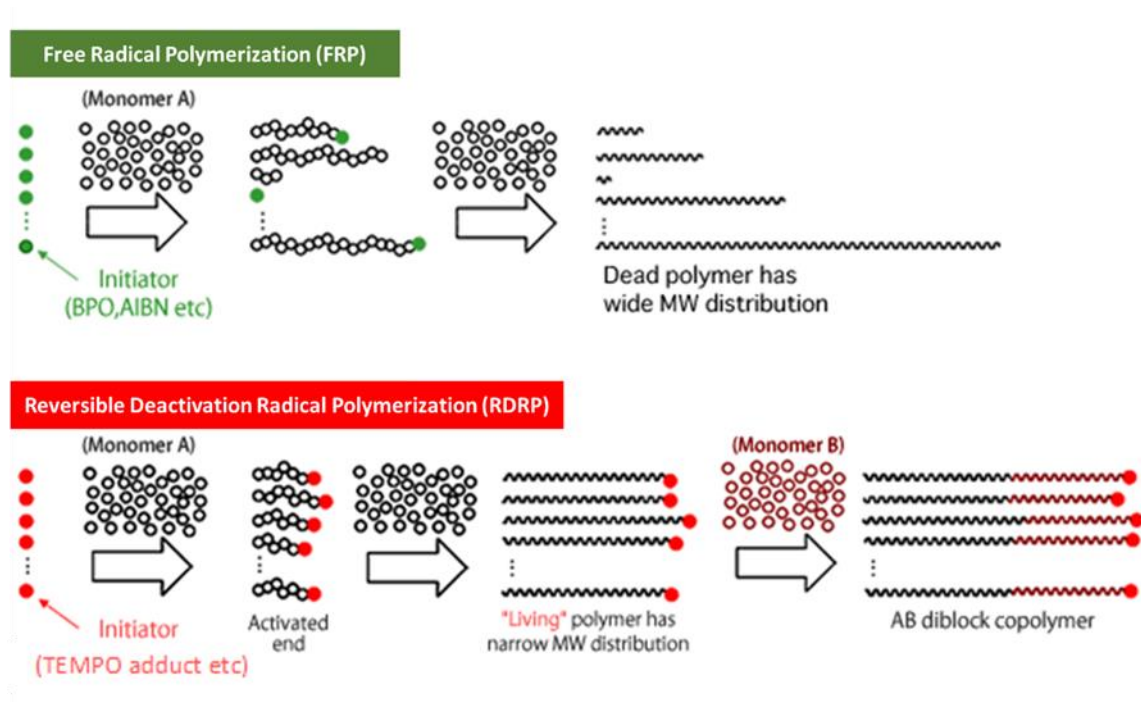 Free Radical Polymerization (FRP)
(Monomer A)
Initiator
(BPO,AIBN etc)
Dead polymer has
wide MW distribution
Reversible Deactivation Radical Polymerization (RDRP)
(Monomer A)
(Monomer B)
Initiator
(TEMPO adduct etc)
Activated
end
"Living" polymer has
narrow MW distribution
AB diblock copolymer